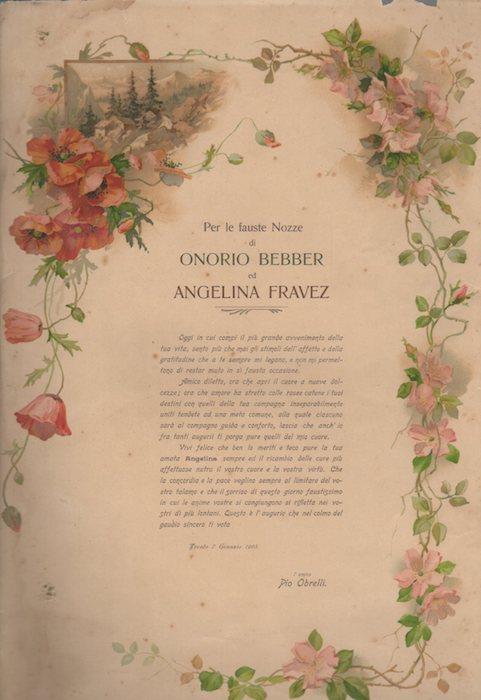 Per le fauste Nozze
di
ONORIO BEBBER
ed
ANGELINA FRAVEZ
Oggi in cui compi il più grande avvenimento della
tua vita, sento più che mai gli stimoli dell' affetto e della
gratitudine che a te sempre mi legano, e non mi permet-
tono di restar muto in sì fausta occasione.
Amico diletto, ora che apri il cuore a nuove dol-
cezze; ora che amore ha stretto colle rosee catene i tuoi
destini con quelli della tua compagna inseparabilmente
uniti tendete ad una meta comune, alla quale ciascuno
sarà al compagno guida e conforto, lascia che anch' io
fra tanti augurii ti porga pure quelli del mio cuore.
Vivi felice che ben lo meriti e teco pure la tua
amata Angelina sempre ed il ricambio delle cure più
affettuose nutra il vostro cuore e la vostra virtù. Che
la concordia e la pace veglino sempre al limitare del vo-
stro talamo e che il sorriso di questo giorno faustissimo
in cui le anime vostre si congiungono si rifletta nei vo-
stri dì più lontani. Questo è l' augurio che nel colmo del
gaudio sincero ti vota
Trento 7 Gennaio
l' amico
Pio Obrelli.